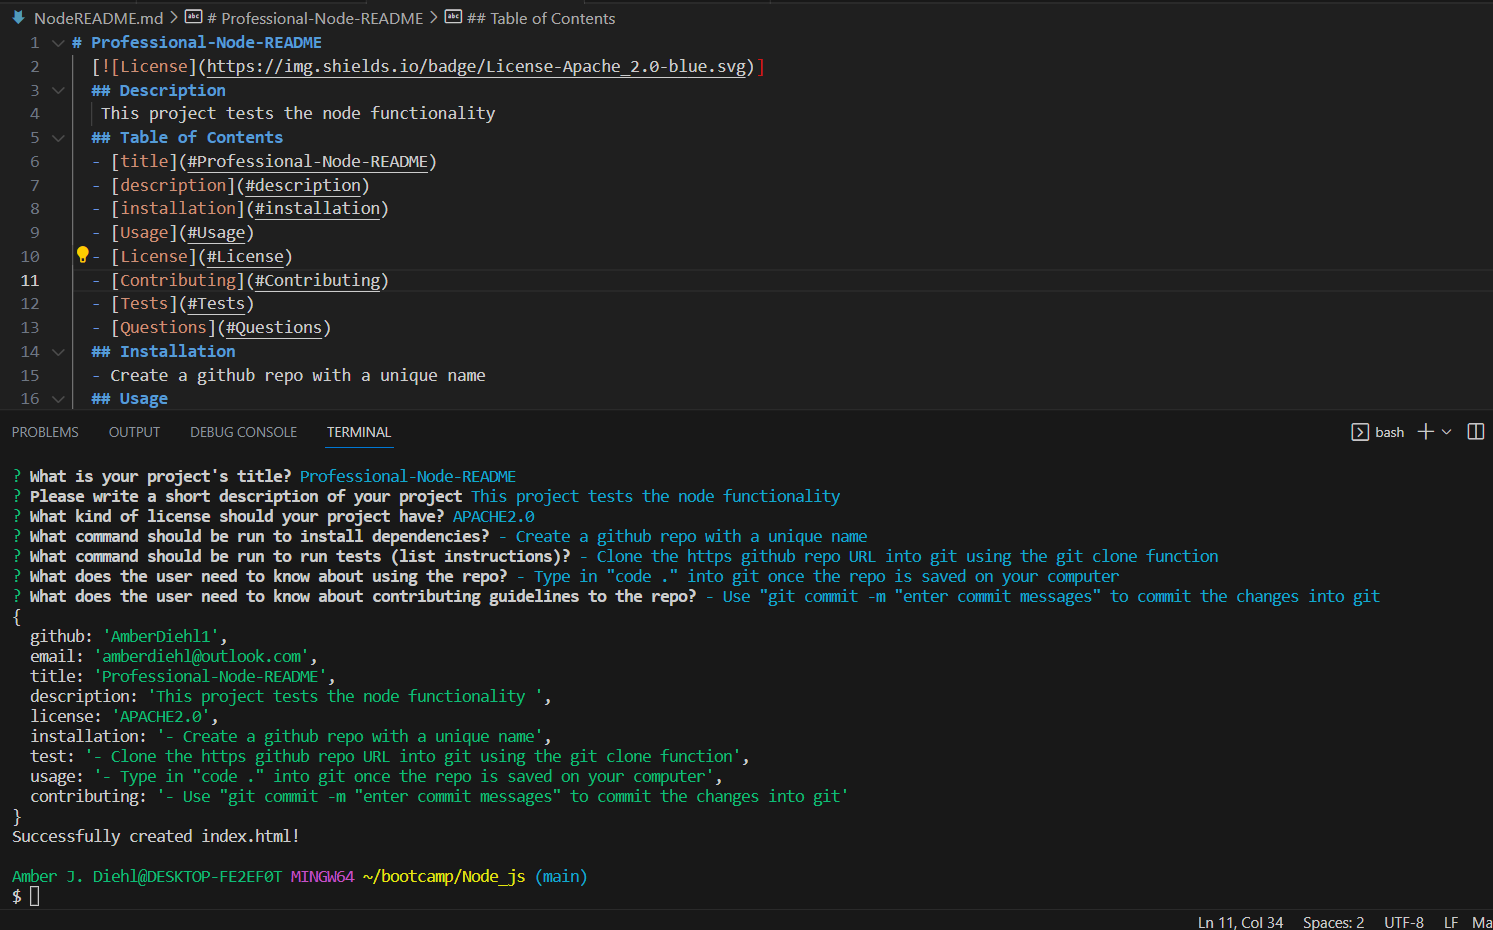 NodeREADME.md > # Professional-Node-README > ## Table of Contents
1 # Professional-Node-README
2 [![License](https://img.shields.io/badge/License-Apache_2.0-blue.svg)]
3 ## Description
4 This project tests the node functionality
5 ## Table of Contents
6 - [title](#Professional-Node-README)
7 - [description](#description)
8 - [installation](#installation)
9 - [Usage](#Usage)
10 - [License](#License)
11 - [Contributing](#Contributing)
12 - [Tests](#Tests)
13 - [Questions](#Questions)
14 ## Installation
15 - Create a github repo with a unique name
16 ## Usage
PROBLEMS OUTPUT DEBUG CONSOLE TERMINAL bash
? What is your project's title? Professional-Node-README
? Please write a short description of your project This project tests the node functionality
? What kind of license should your project have? APACHE2.0
? What command should be run to install dependencies? - Create a github repo with a unique name
? What command should be run to run tests (list instructions)? - Clone the https github repo URL into git using the git clone function
? What does the user need to know about using the repo? - Type in "code ." into git once the repo is saved on your computer
? What does the user need to know about contributing guidelines to the repo? - Use "git commit -m "enter commit messages" to commit the changes into git
{
github: 'AmberDiehl1',
email: 'amberdiehl@outlook.com',
title: 'Professional-Node-README',
description: 'This project tests the node functionality ',
license: 'APACHE2.0',
installation: '- Create a github repo with a unique name',
test: '- Clone the https github repo URL into git using the git clone function',
usage: '- Type in "code ." into git once the repo is saved on your computer',
contributing: '- Use "git commit -m "enter commit messages" to commit the changes into git'
}
Successfully created index.html!
Amber J. Diehl@DESKTOP-FE2EF0T MINGW64 ~/bootcamp/Node_js (main)
$
Ln 11, Col 34 Spaces: 2 UTF-8 LF Ma